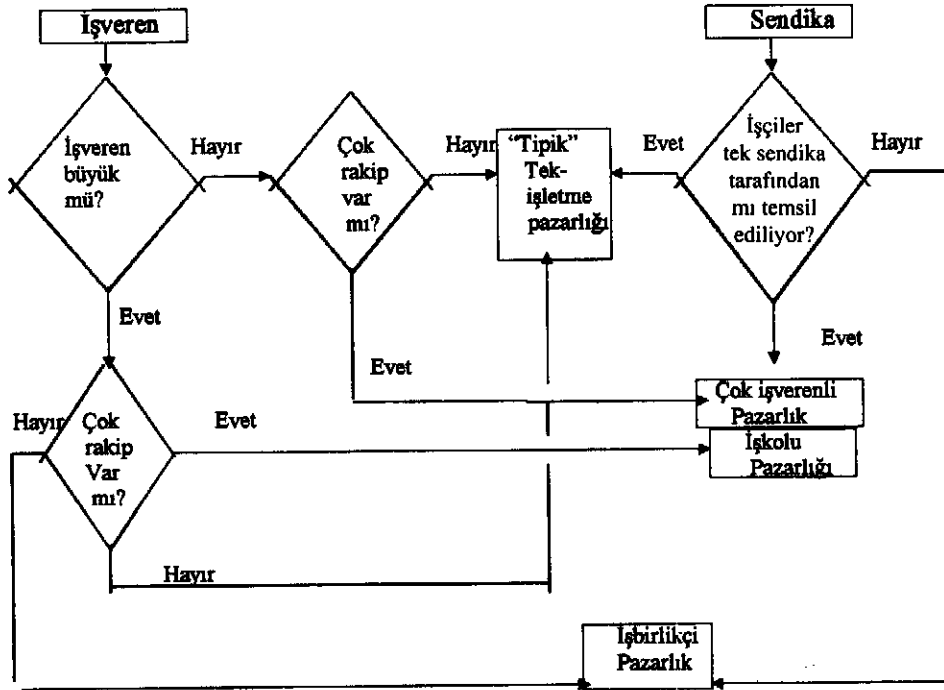 İşveren
Sendika
İşveren
büyük
mü?
Hayır
Çok
rakip
var
mı?
Hayır
"Tipik"
Tek-
işletme
pazarlığı
Evet
İşçiler
tek sendika
tarafından
mı temsil
ediliyor?
Hayır
Evet
Evet
Evet
Hayır
Çok
rakip
Var
mı?
Evet
Çok işverenli
Pazarlık
İşkolu
Pazarlığı
Hayır
İşbirlikçi
Pazarlık